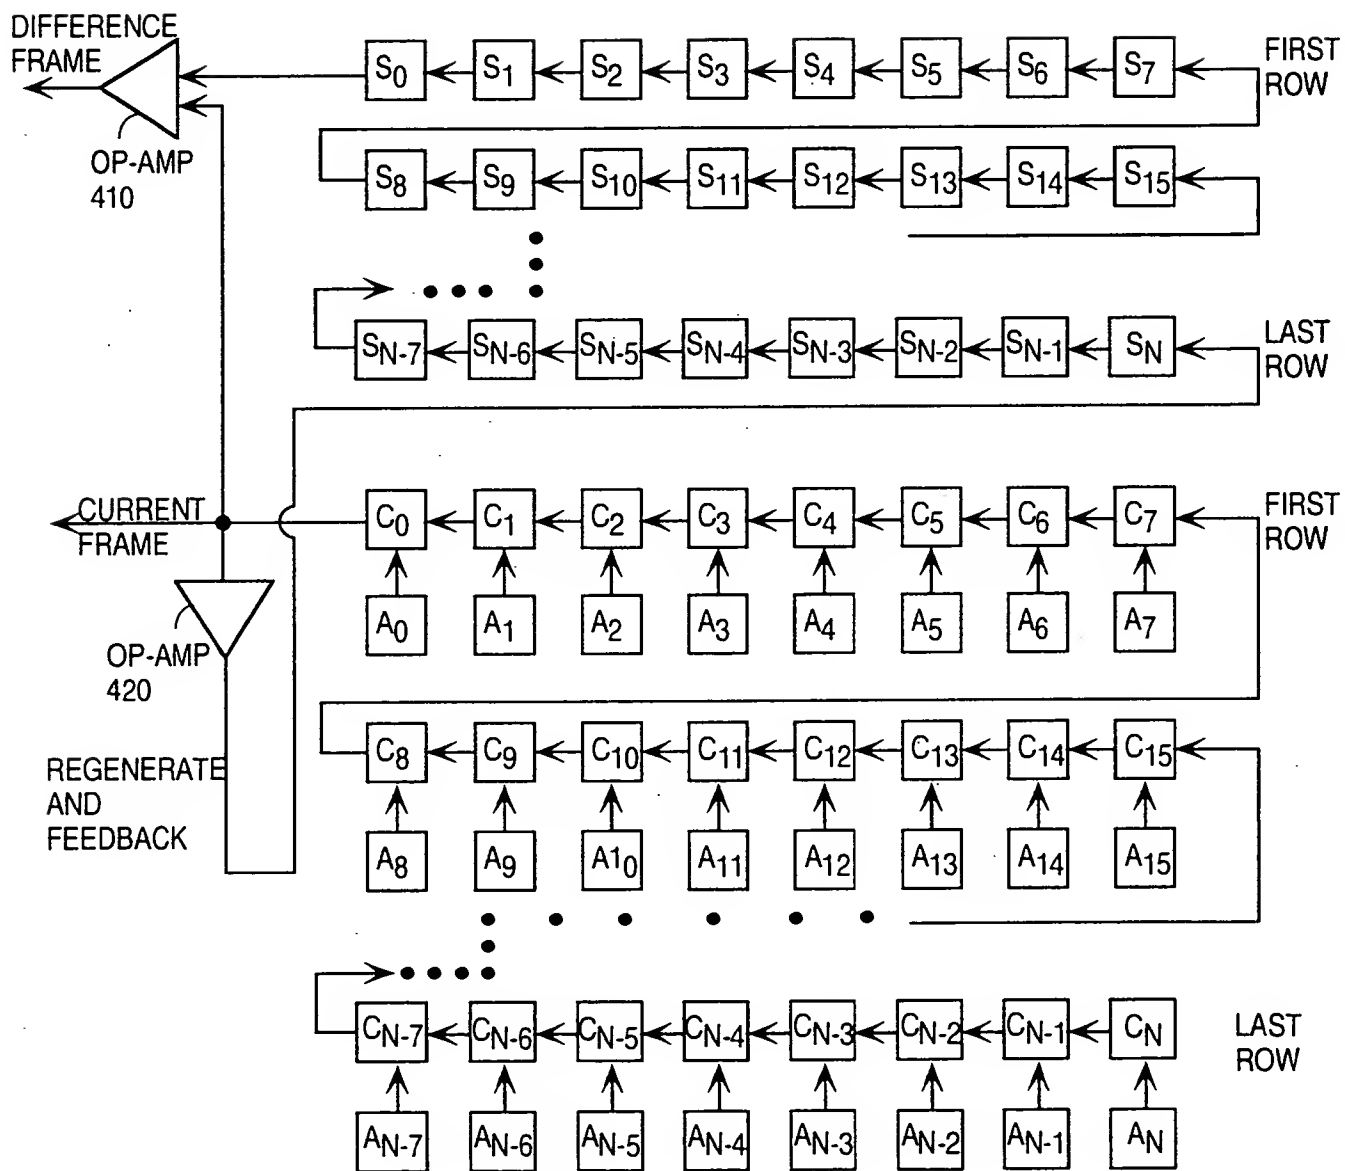 DIFFERENCE
FRAME
OP-AMP
410
S0 S1 S2 S3 S4 S5 S6 S7
FIRST
ROW
S8 S9 S10 S11 S12 S13 S14 S15
SN-7 SN-6 SN-5 SN-4 SN-3 SN-2 SN-1 SN
LAST
ROW
CURRENT
FRAME
C0 C1 C2 C3 C4 C5 C6 C7
FIRST
ROW
A0 A1 A2 A3 A4 A5 A6 A7
OP-AMP
420
REGENERATE
AND
FEEDBACK
C8 C9 C10 C11 C12 C13 C14 C15
A8 A9 A10 A11 A12 A13 A14 A15
CN-7 CN-6 CN-5 CN-4 CN-3 CN-2 CN-1 CN
LAST
ROW
AN-7 AN-6 AN-5 AN-4 AN-3 AN-2 AN-1 AN